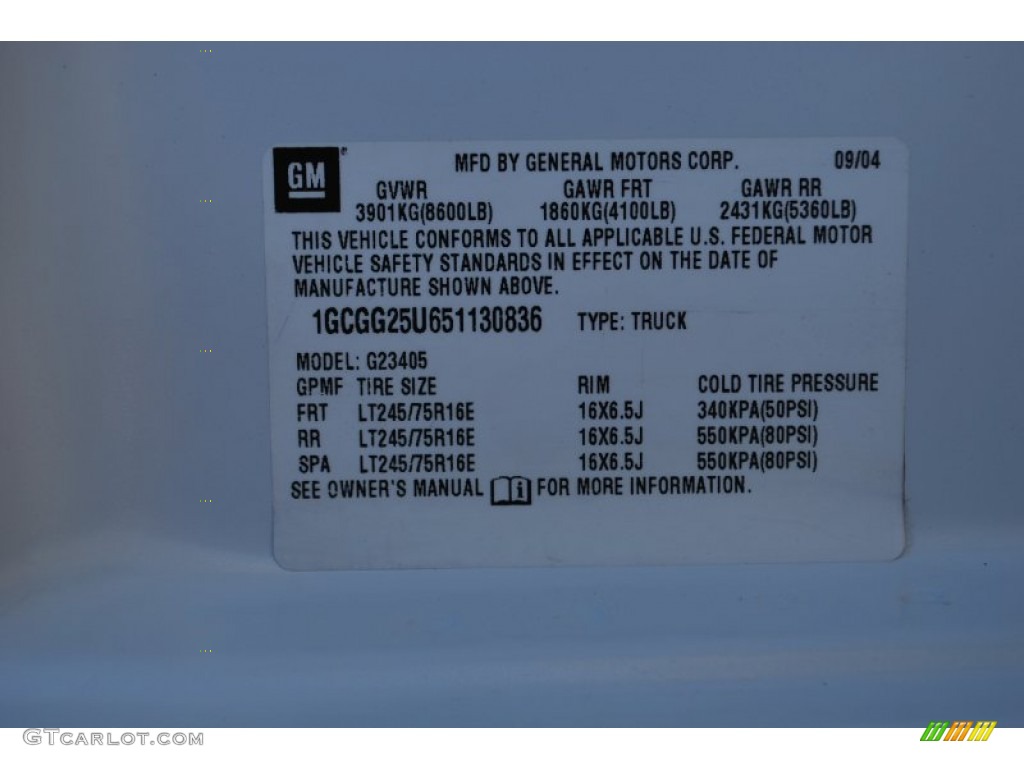 GM
MFD BY GENERAL MOTORS CORP. 09/04
GVWR GAWR FRT GAWR RR
3901KG(8600LB) 1860KG(4100LB) 2431KG(5360LB)
THIS VEHICLE CONFORMS TO ALL APPLICABLE U.S. FEDERAL MOTOR
VEHICLE SAFETY STANDARDS IN EFFECT ON THE DATE OF
MANUFACTURE SHOWN ABOVE.
1GCGG25U651130836 TYPE: TRUCK
MODEL: G23405
GPMF TIRE SIZE RIM COLD TIRE PRESSURE
FRT LT245/75R16E 16X6.5J 340KPA(50PSI)
RR LT245/75R16E 16X6.5J 550KPA(80PSI)
SPA LT245/75R16E 16X6.5J 550KPA(80PSI)
SEE OWNER'S MANUAL i FOR MORE INFORMATION.
GTCARLOT.COM